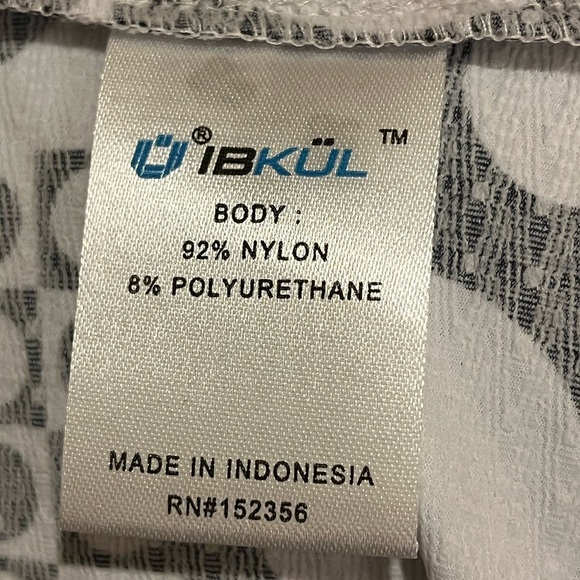 ® IBKÜL ™
BODY :
92% NYLON
8% POLYURETHANE
MADE IN INDONESIA
RN#152356